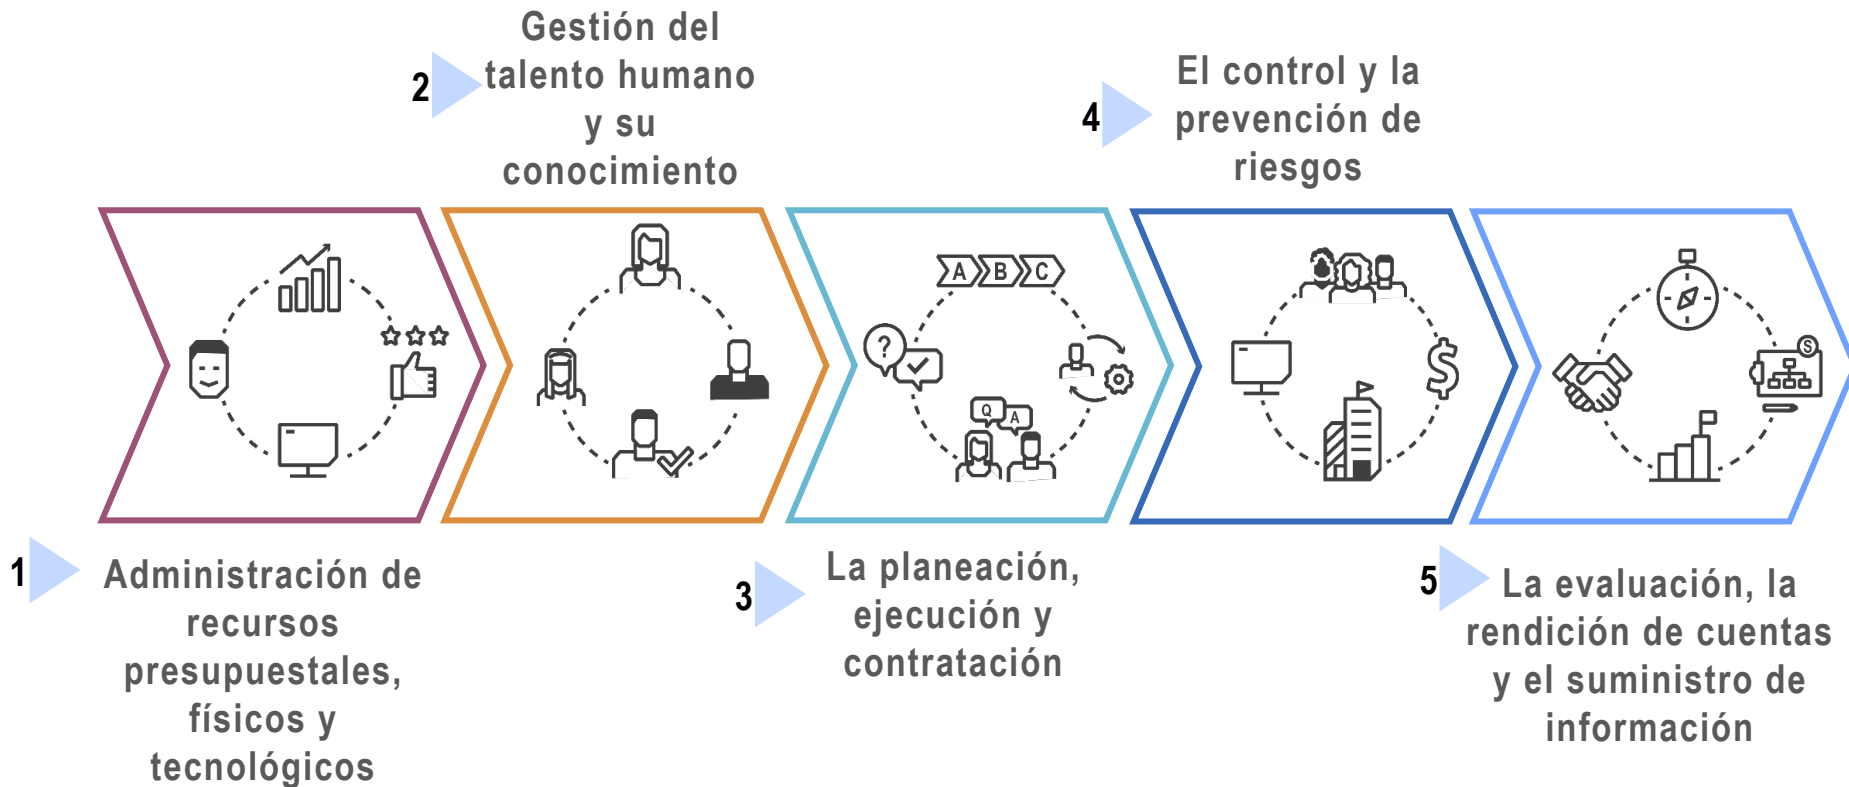 1
Administración de
recursos
presupuestales,
físicos y
tecnológicos
2
Gestión del
talento humano
y su
conocimiento
3
La planeación,
ejecución y
contratación
A B C
?
Q A
4
El control y la
prevención de
riesgos
$
5
La evaluación, la
rendición de cuentas
y el suministro de
información
S